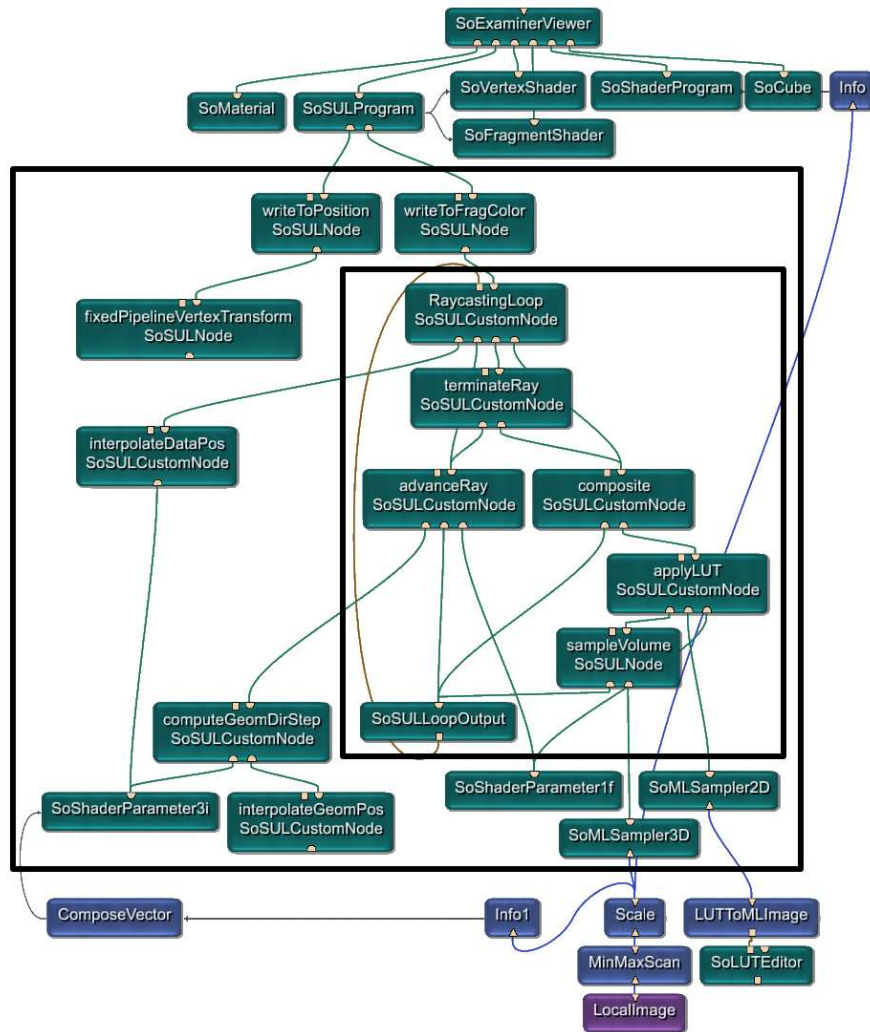 SoExaminerViewer
SoMaterial
SoSULProgram
SoVertexShader
SoFragmentShader
SoShaderProgram
SoCube
Info
writeToPosition
SoSULNode
writeToFragColor
SoSULNode
fixedPipelineVertexTransform
SoSULNode
RaycastingLoop
SoSULCustomNode
terminateRay
SoSULCustomNode
interpolateDataPos
SoSULCustomNode
advanceRay
SoSULCustomNode
composite
SoSULCustomNode
applyLUT
SoSULCustomNode
sampleVolume
SoSULNode
computeGeomDirStep
SoSULCustomNode
SoSULLoopOutput
SoShaderParameter3i
interpolateGeomPos
SoSULCustomNode
SoShaderParameter1f
SoMLSampler2D
SoMLSampler3D
ComposeVector
Info1
Scale
LUTToMLImage
MinMaxScan
SoLUTEditor
LocalImage